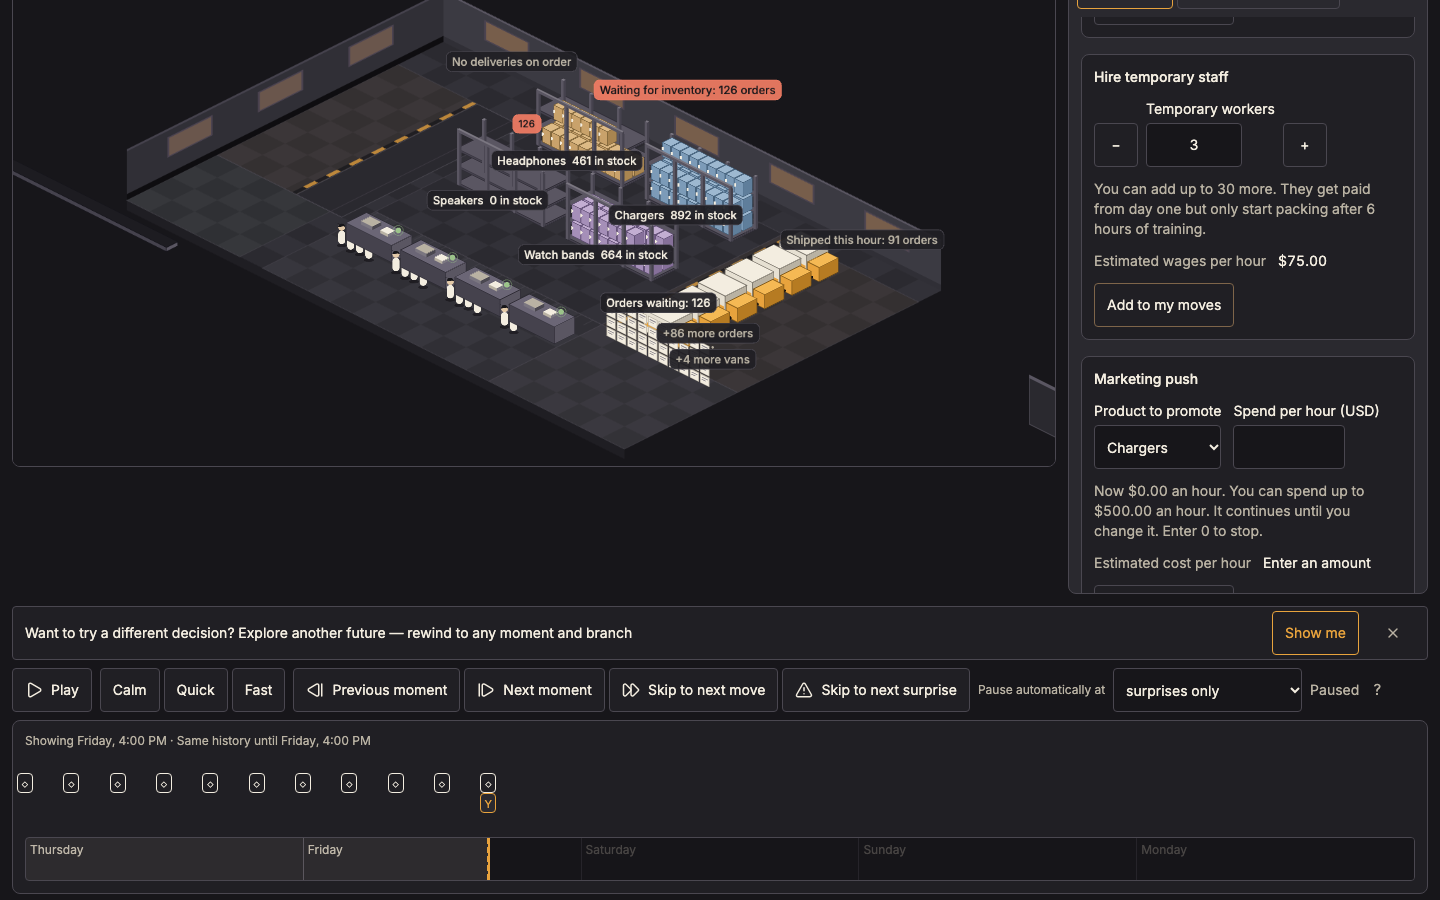 No deliveries on order
Waiting for inventory: 126 orders
126
Headphones 461 in stock
Speakers 0 in stock
Chargers 892 in stock
Watch bands 664 in stock
Shipped this hour: 91 orders
Orders waiting: 126
+86 more orders
+4 more vans
Hire temporary staff
Temporary workers
− 3 +
You can add up to 30 more. They get paid
from day one but only start packing after 6
hours of training.
Estimated wages per hour $75.00
Add to my moves
Marketing push
Product to promote Spend per hour (USD)
Chargers
Now $0.00 an hour. You can spend up to
$500.00 an hour. It continues until you
change it. Enter 0 to stop.
Estimated cost per hour Enter an amount
Want to try a different decision? Explore another future — rewind to any moment and branch
Show me
Play Calm Quick Fast Previous moment Next moment Skip to next move Skip to next surprise Pause automatically at surprises only Paused ?
Showing Friday, 4:00 PM · Same history until Friday, 4:00 PM
Y
Thursday Friday Saturday Sunday Monday